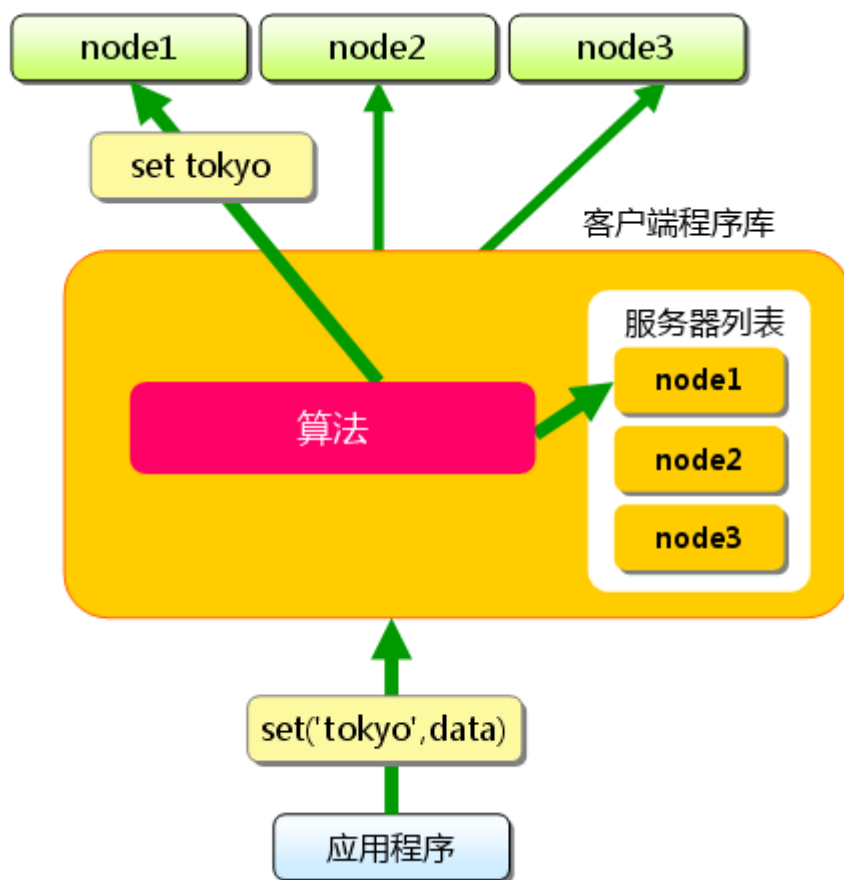 node1
node2
node3
set tokyo
客户端程序库
服务器列表
node1
算法
node2
node3
set('tokyo',data)
应用程序